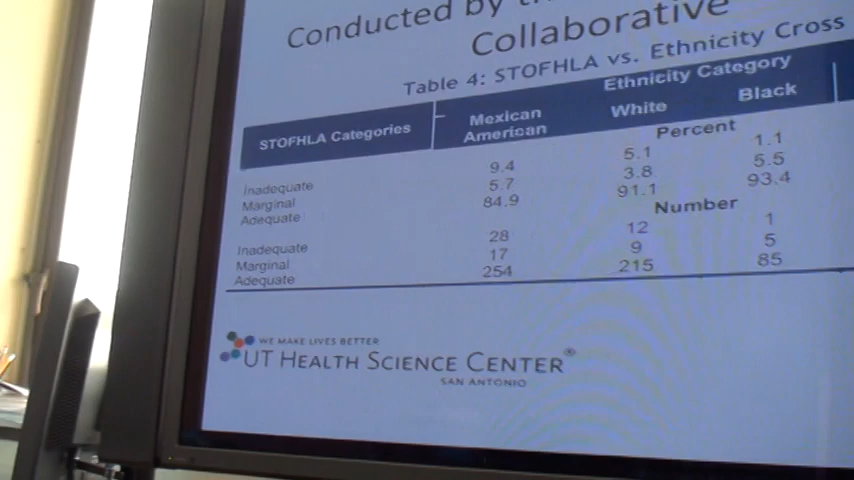 Conducted by
Collaborative
Table 4: STOFHLA vs. Ethnicity Cross
Ethnicity Category
STOFHLA Categories Mexican American White Black
Percent
Inadequate 9.4 5.1 1.1
Marginal 5.7 3.8 5.5
Adequate 84.9 91.1 93.4
Number
Inadequate 28 12 1
Marginal 17 9 5
Adequate 254 215 85
WE MAKE LIVES BETTER
UT HEALTH SCIENCE CENTER®
SAN ANTONIO